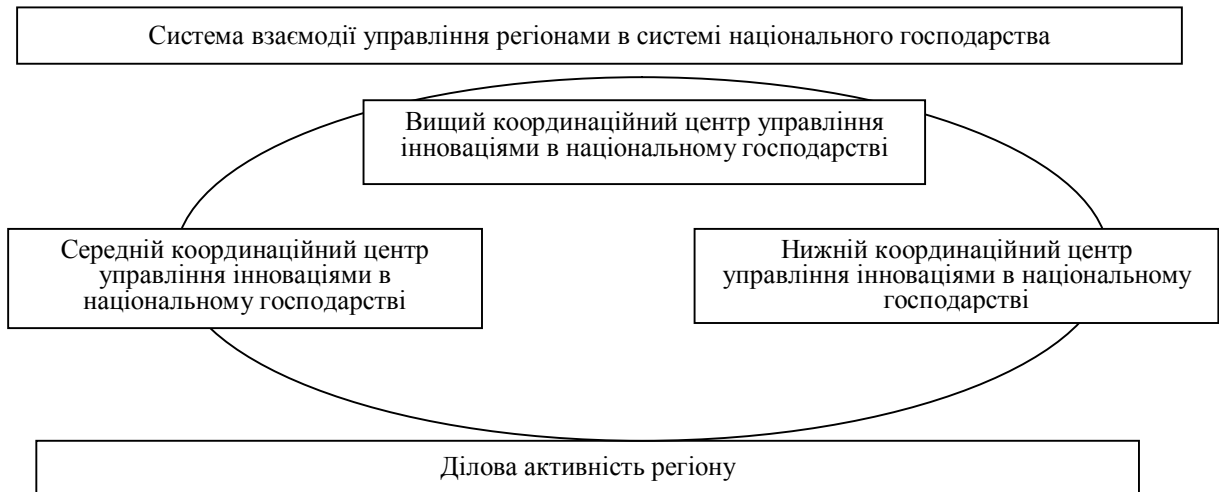 Система взаємодії управління регіонами в системі національного господарства
Вищий координаційний центр управління
інноваціями в національному господарстві
Середній координаційний центр
управління інноваціями в
національному господарстві
Нижній координаційний центр
управління інноваціями в національному
господарстві
Ділова активність регіону